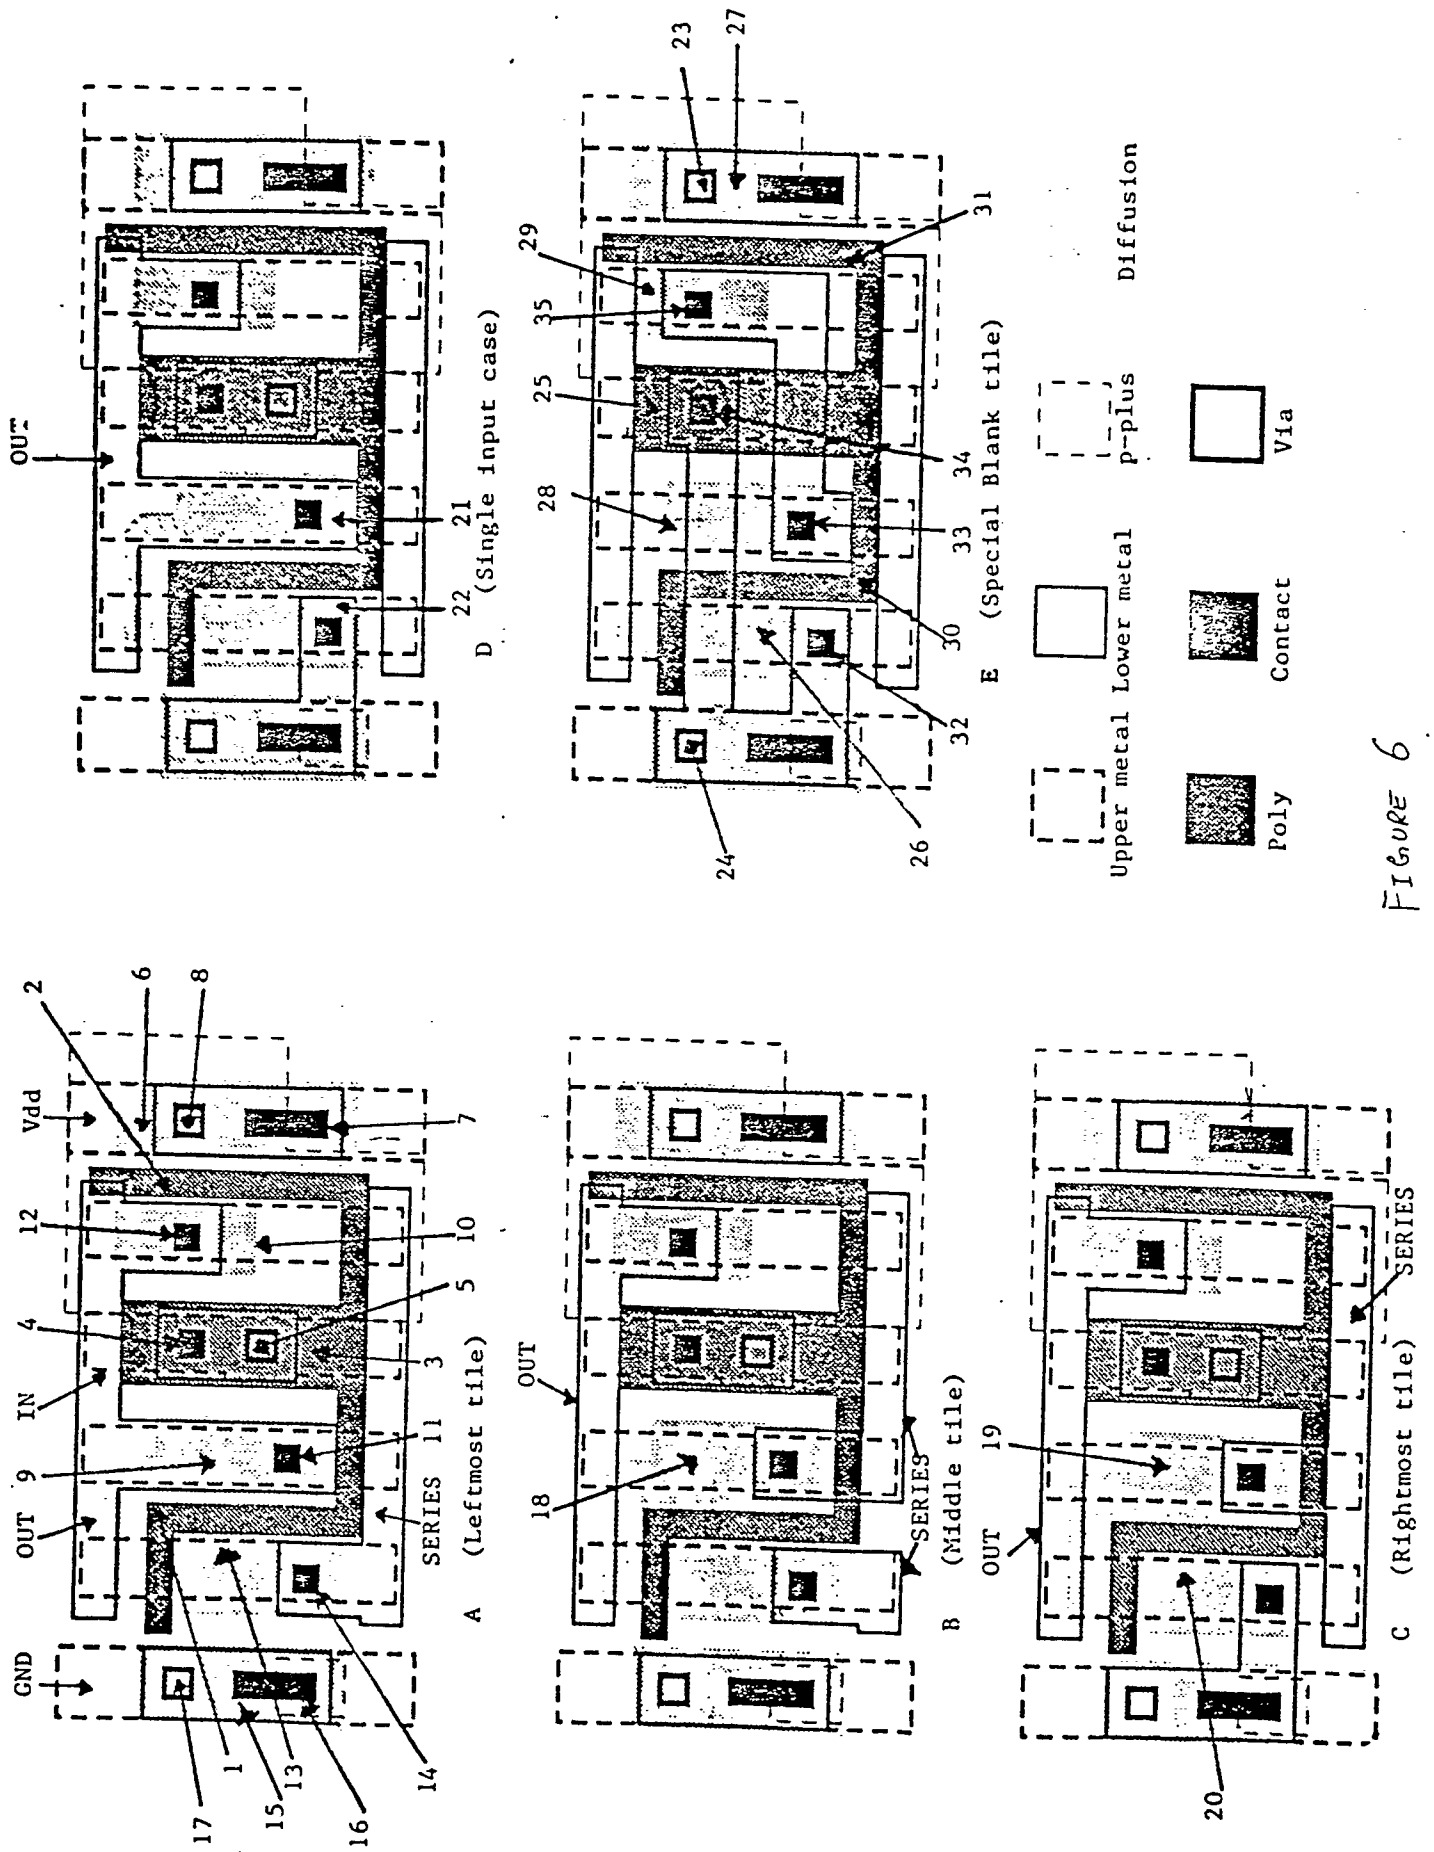 GND
OUT
IN
12
Vdd
2
9
4
6
8
17
1
15
13
16
14
11
5
3
10
7
SERIES
A (Leftmost tile)
OUT
18
SERIES
B (Middle tile)
OUT
19
20
SERIES
C (Rightmost tile)
OUT
22
21
D (Single input case)
23
27
29
35
25
28
24
26
32
30
33
34
31
E (Special Blank tile)
Upper metal
Lower metal
p-plus
Diffusion
Poly
Contact
Via
FIGURE 6